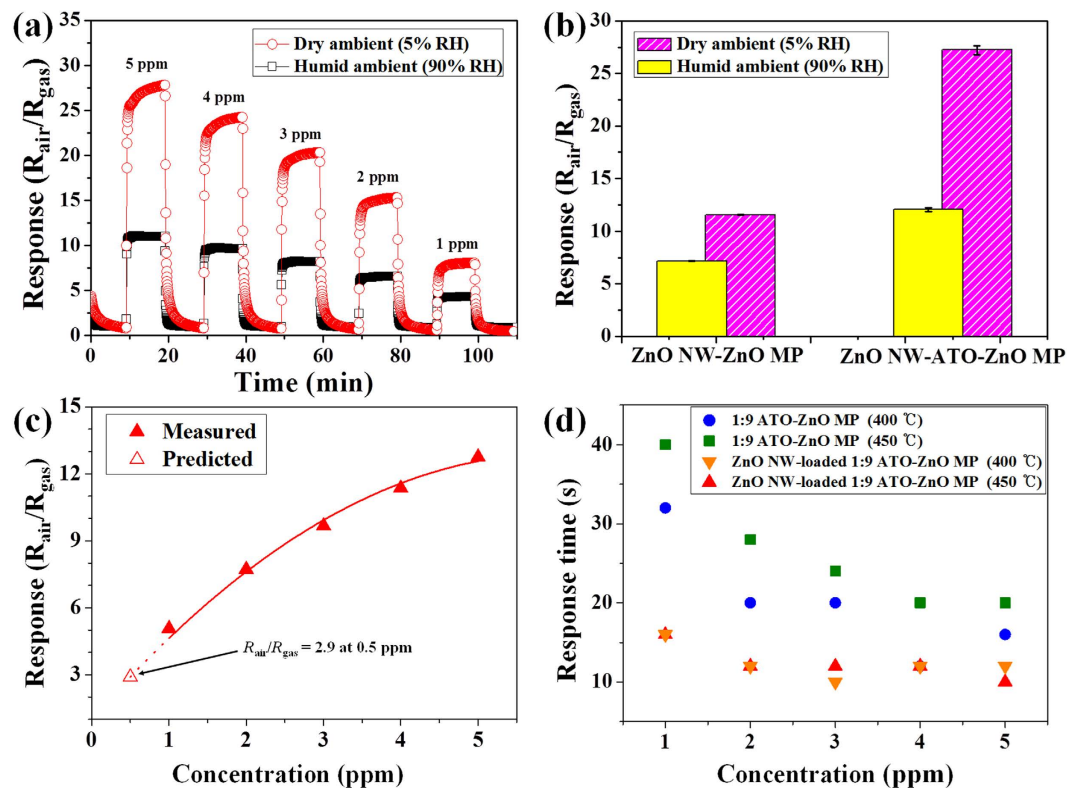 (a)
Response (Rair/Rgas)
35
30
25
20
15
10
5
0
Dry ambient (5% RH)
Humid ambient (90% RH)
5 ppm
4 ppm
3 ppm
2 ppm
1 ppm
0 20 40 60 80 100
Time (min)
(b)
Response (Rair/Rgas)
30
25
20
15
10
5
0
Dry ambient (5% RH)
Humid ambient (90% RH)
ZnO NW-ZnO MP ZnO NW-ATO-ZnO MP
(c)
Response (Rair/Rgas)
15
12
9
6
3
0
Measured
Predicted
Rair/Rgas = 2.9 at 0.5 ppm
0 1 2 3 4 5
Concentration (ppm)
(d)
Response time (s)
40
30
20
10
1:9 ATO-ZnO MP (400 ℃)
1:9 ATO-ZnO MP (450 ℃)
ZnO NW-loaded 1:9 ATO-ZnO MP (400 ℃)
ZnO NW-loaded 1:9 ATO-ZnO MP (450 ℃)
1 2 3 4 5
Concentration (ppm)